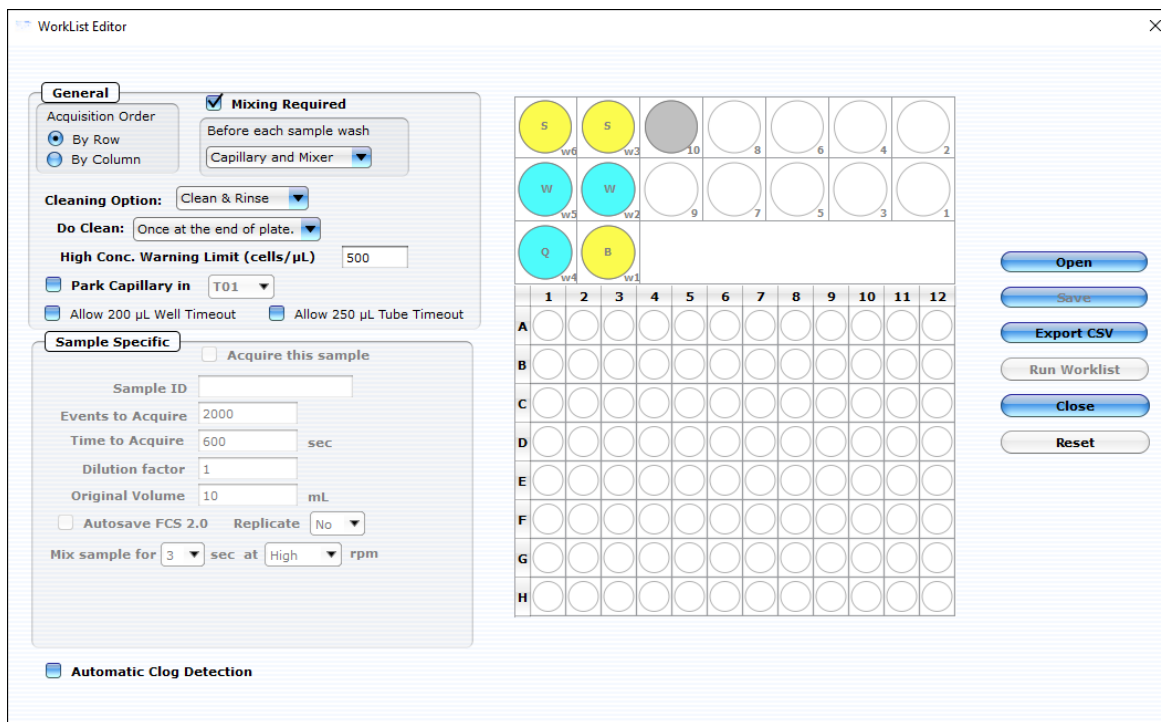 WorkList Editor
General
Acquisition Order
By Row
By Column
Mixing Required
Before each sample wash
Capillary and Mixer
Cleaning Option: Clean & Rinse
Do Clean: Once at the end of plate.
High Conc. Warning Limit (cells/µL) 500
Park Capillary in T01
Allow 200 µL Well Timeout Allow 250 µL Tube Timeout
Sample Specific
Acquire this sample
Sample ID
Events to Acquire 2000
Time to Acquire 600 sec
Dilution factor 1
Original Volume 10 mL
Autosave FCS 2.0 Replicate No
Mix sample for 3 sec at High rpm
Automatic Clog Detection
S w6 S w3 10 8 6 4 2
W w5 W w2 9 7 5 3 1
Q w4 B w1
1 2 3 4 5 6 7 8 9 10 11 12
A
B
C
D
E
F
G
H
Open
Save
Export CSV
Run Worklist
Close
Reset